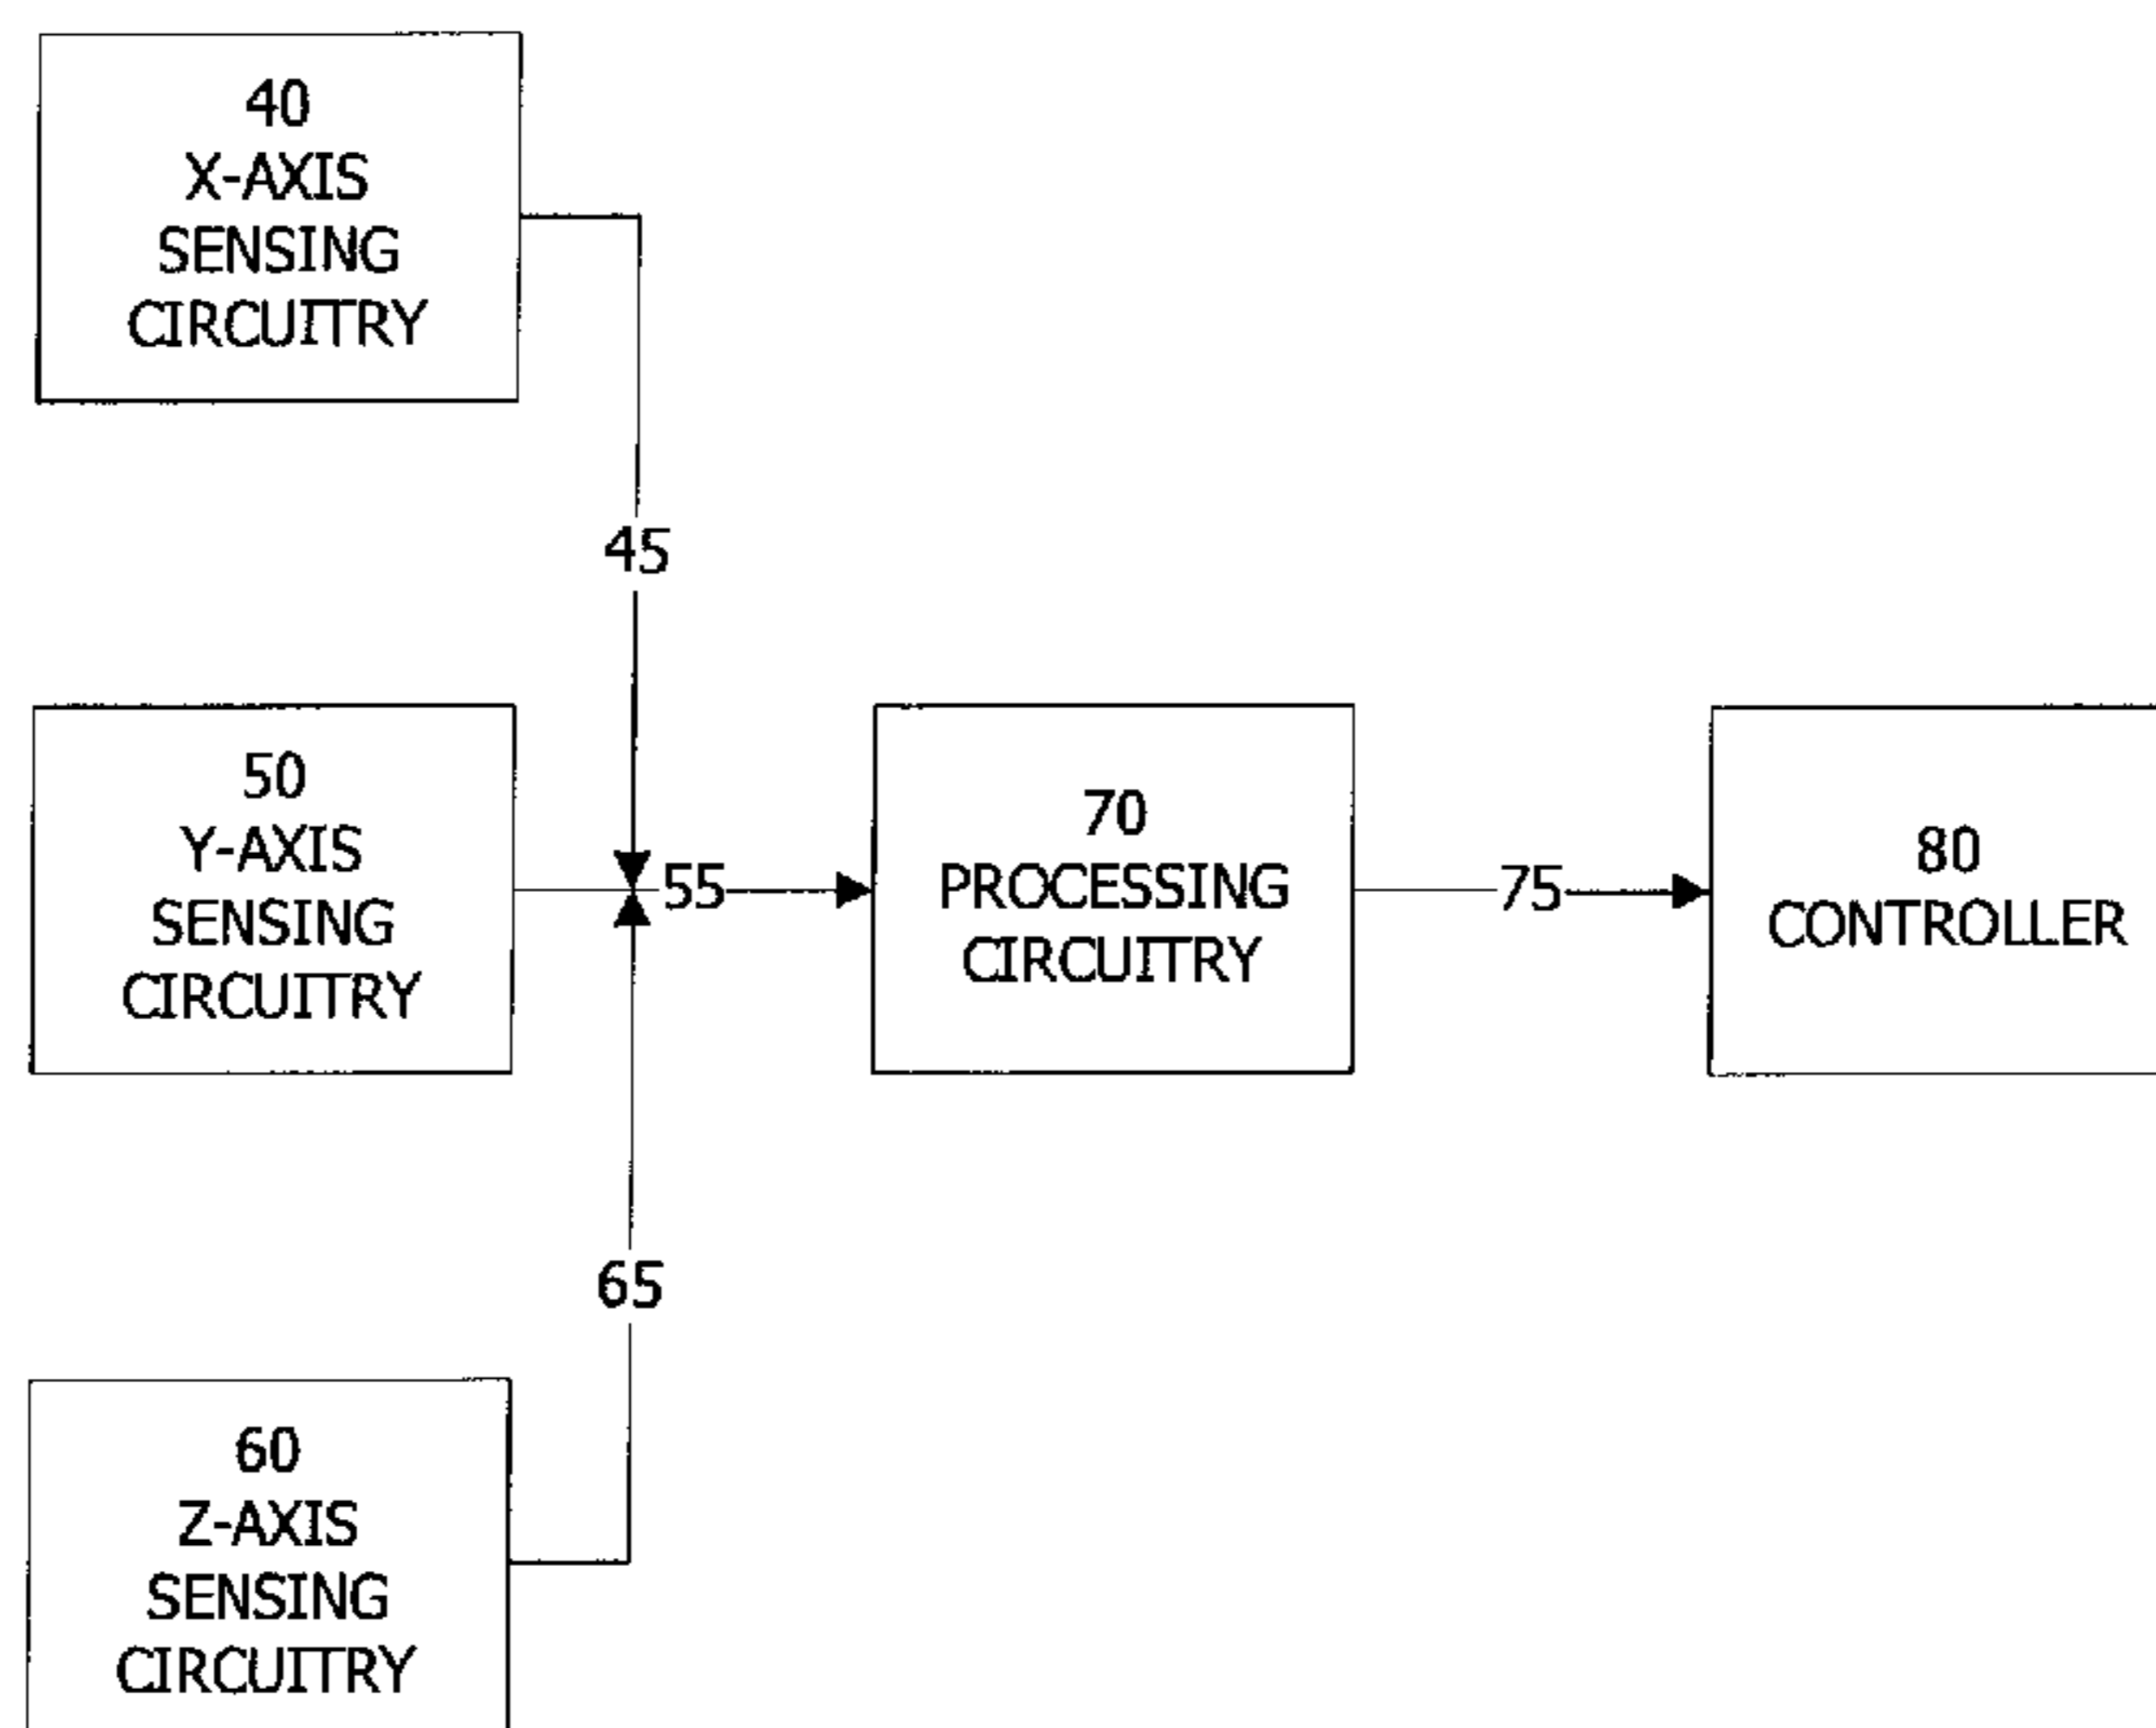 40
X-AXIS
SENSING
CIRCUITRY
45
50
Y-AXIS
SENSING
CIRCUITRY
55
70
PROCESSING
CIRCUITRY
75
80
CONTROLLER
65
60
Z-AXIS
SENSING
CIRCUITRY